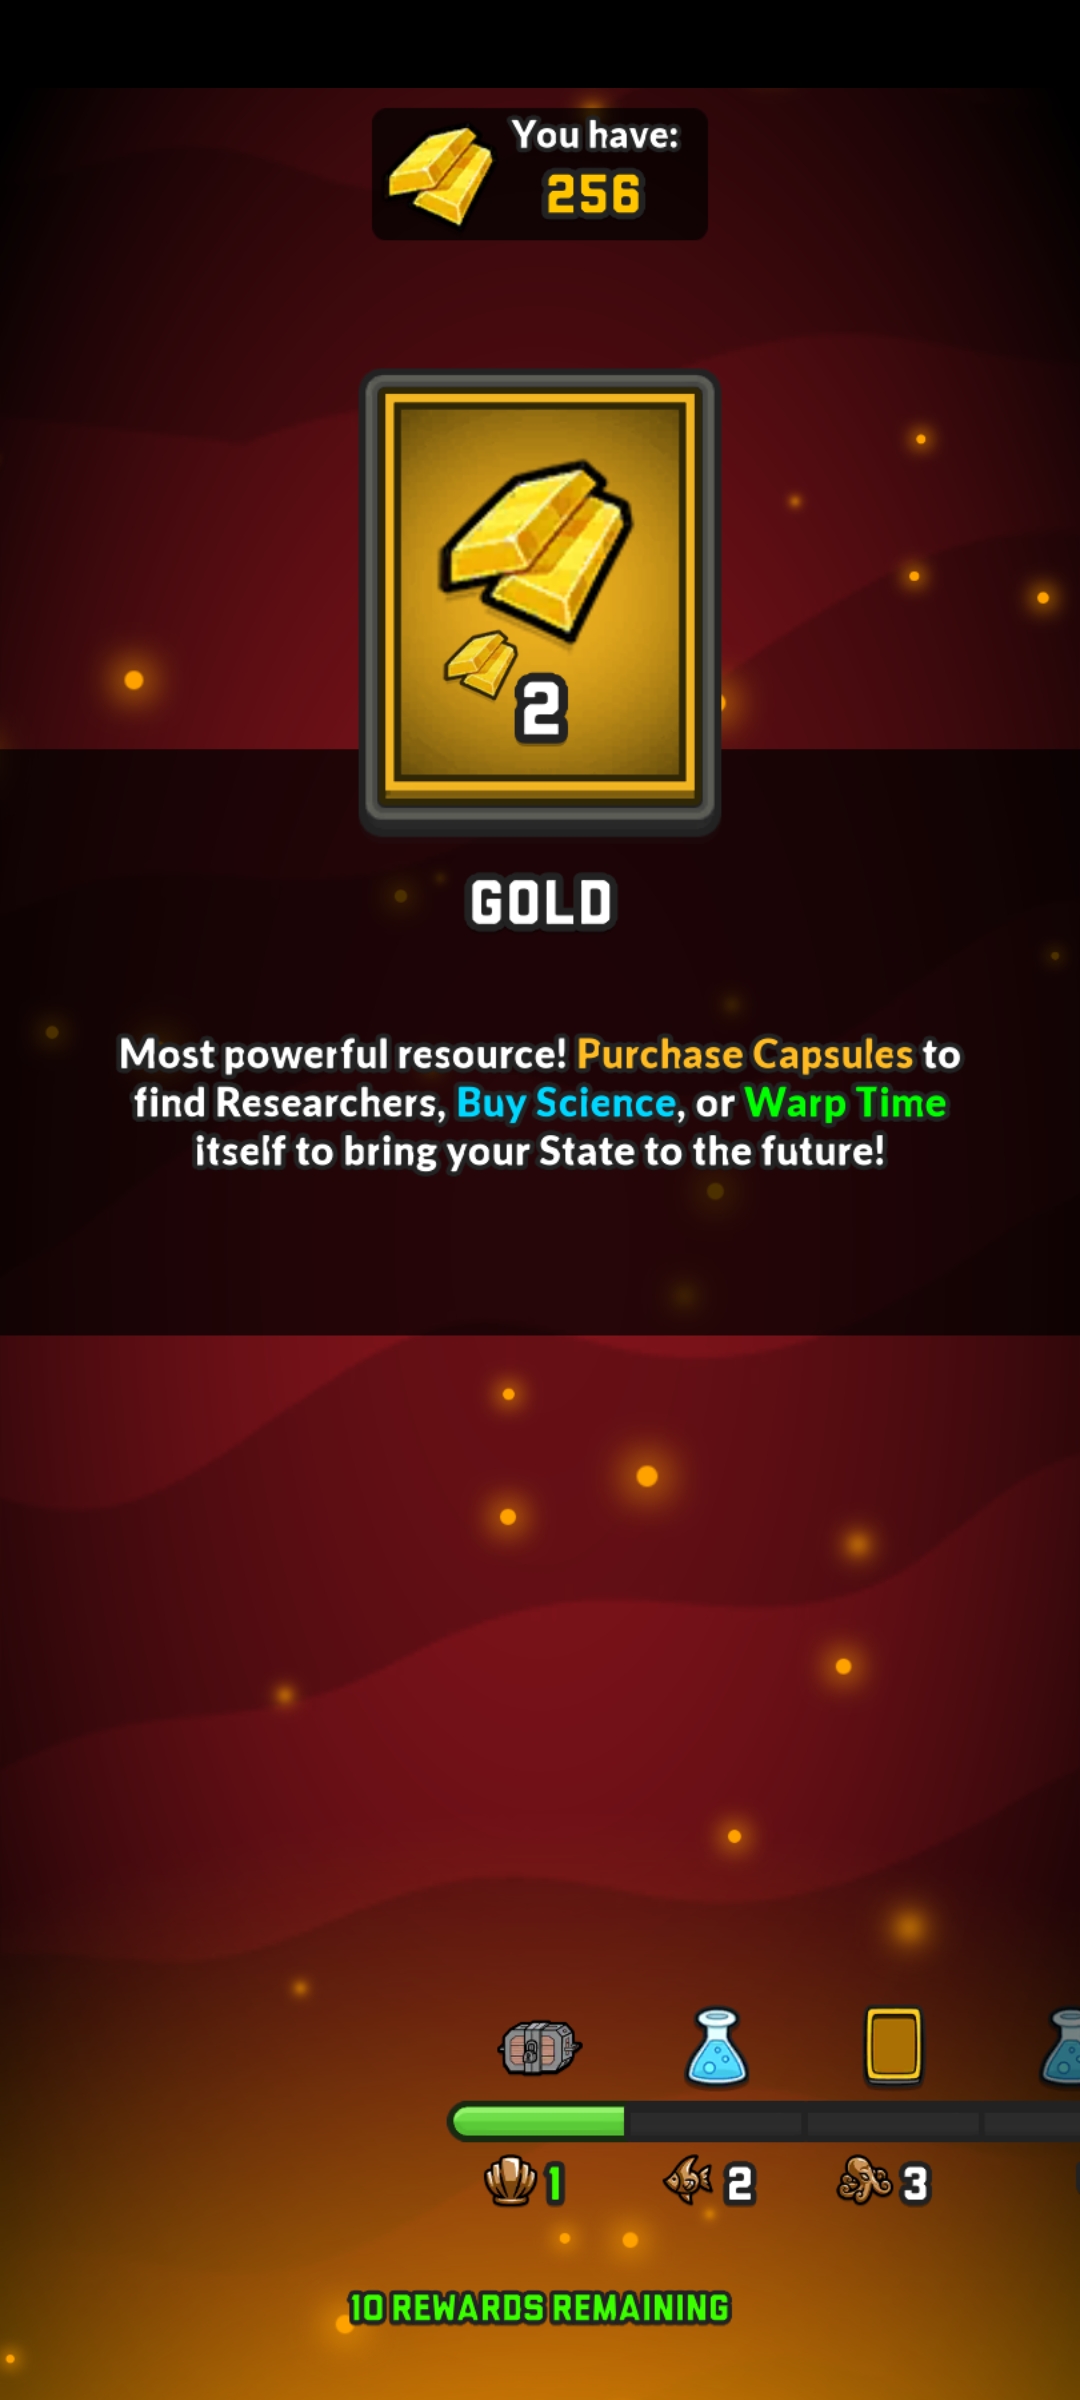 You have:
256
2
GOLD
Most powerful resource! Purchase Capsules to
find Researchers, Buy Science, or Warp Time
itself to bring your State to the future!
1 2 3
10 REWARDS REMAINING